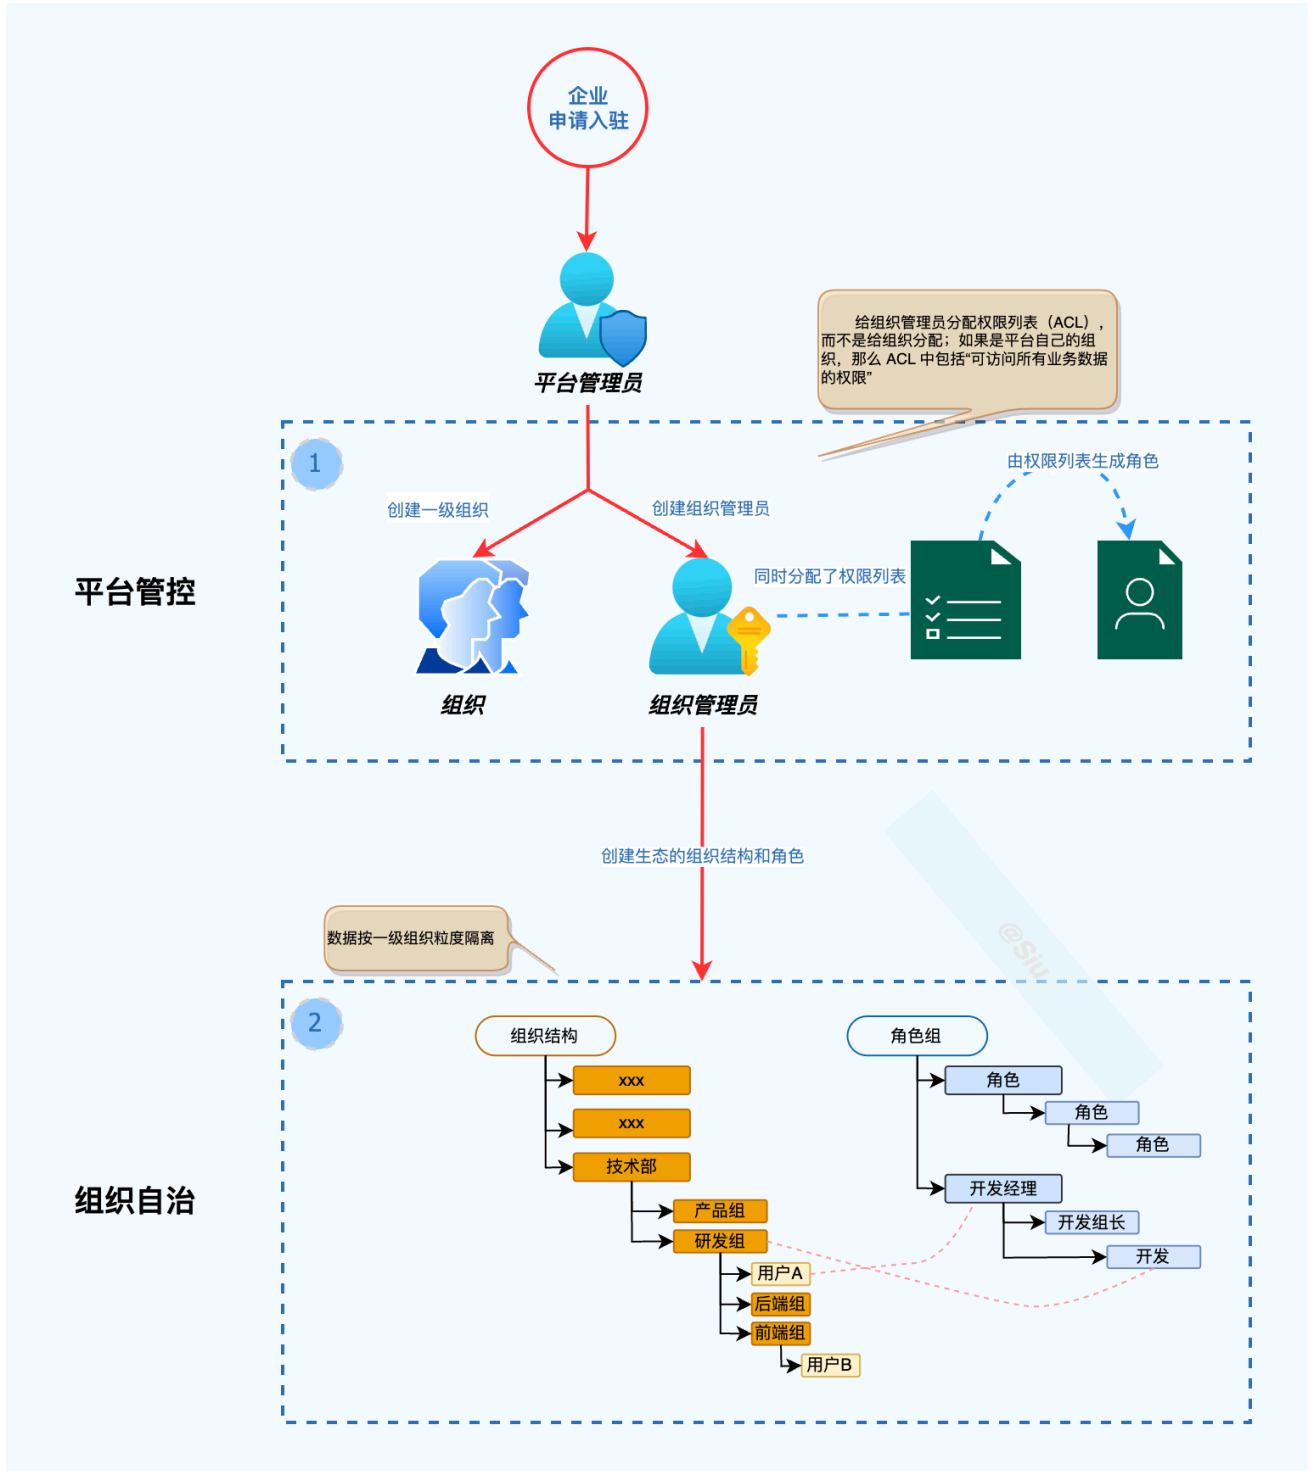 企业
申请入驻
平台管理员
给组织管理员分配权限列表（ACL），
而不是给组织分配；如果是平台自己的组
织，那么 ACL 中包括“可访问所有业务数据
的权限”
1
由权限列表生成角色
创建一级组织
创建组织管理员
同时分配了权限列表
平台管控
组织
组织管理员
创建生态的组织结构和角色
数据按一级组织粒度隔离
@Siu
2
组织结构
角色组
xxx
角色
xxx
角色
角色
技术部
开发经理
组织自治
产品组
开发组长
研发组
开发
用户A
后端组
前端组
用户B